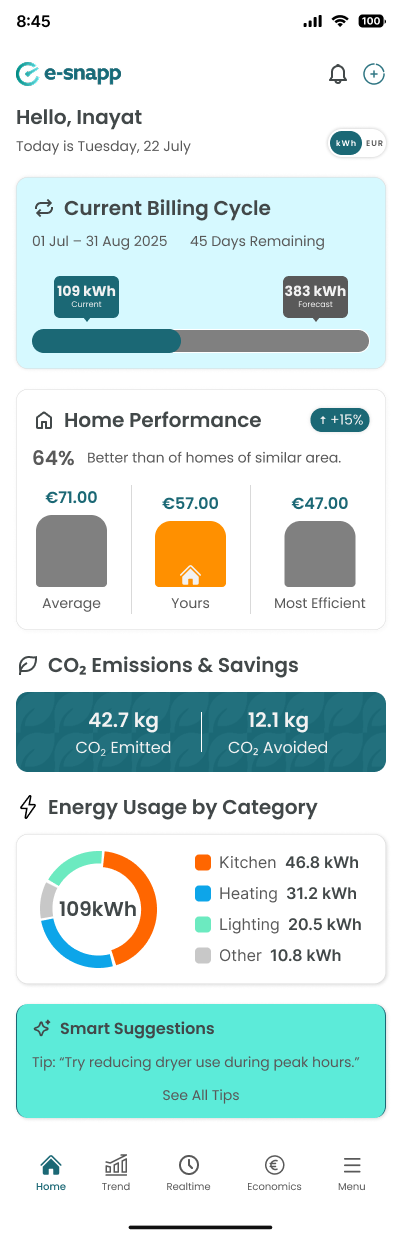 8:45
100
e-snapp
Hello, Inayat
Today is Tuesday, 22 July
kWh EUR
Current Billing Cycle
01 Jul – 31 Aug 2025 45 Days Remaining
109 kWh
Current
383 kWh
Forecast
Home Performance
↑ +15%
64% Better than of homes of similar area.
€71.00
€57.00
€47.00
Average
Yours
Most Efficient
CO₂ Emissions & Savings
42.7 kg
CO₂ Emitted
12.1 kg
CO₂ Avoided
Energy Usage by Category
109kWh
Kitchen 46.8 kWh
Heating 31.2 kWh
Lighting 20.5 kWh
Other 10.8 kWh
Smart Suggestions
Tip: “Try reducing dryer use during peak hours.”
See All Tips
Home
Trend
Realtime
Economics
Menu